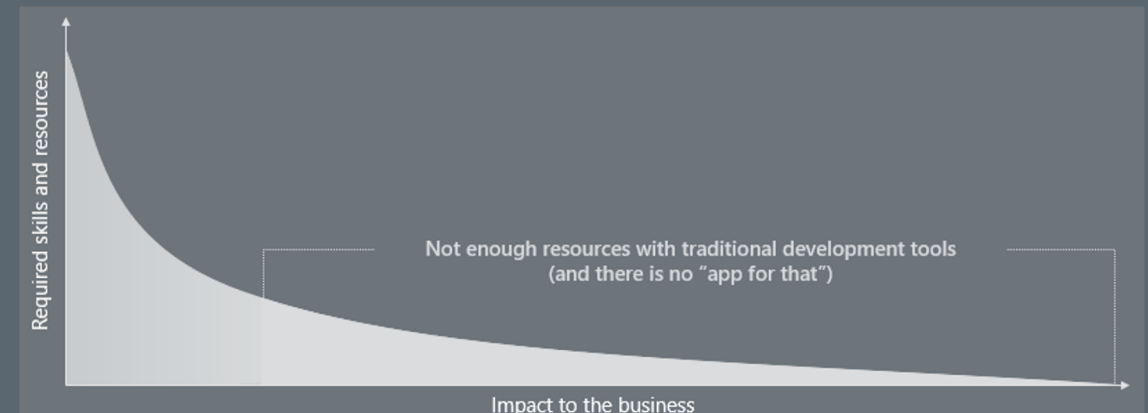 Required skills and resources
Not enough resources with traditional development tools
(and there is no “app for that”)
Impact to the business